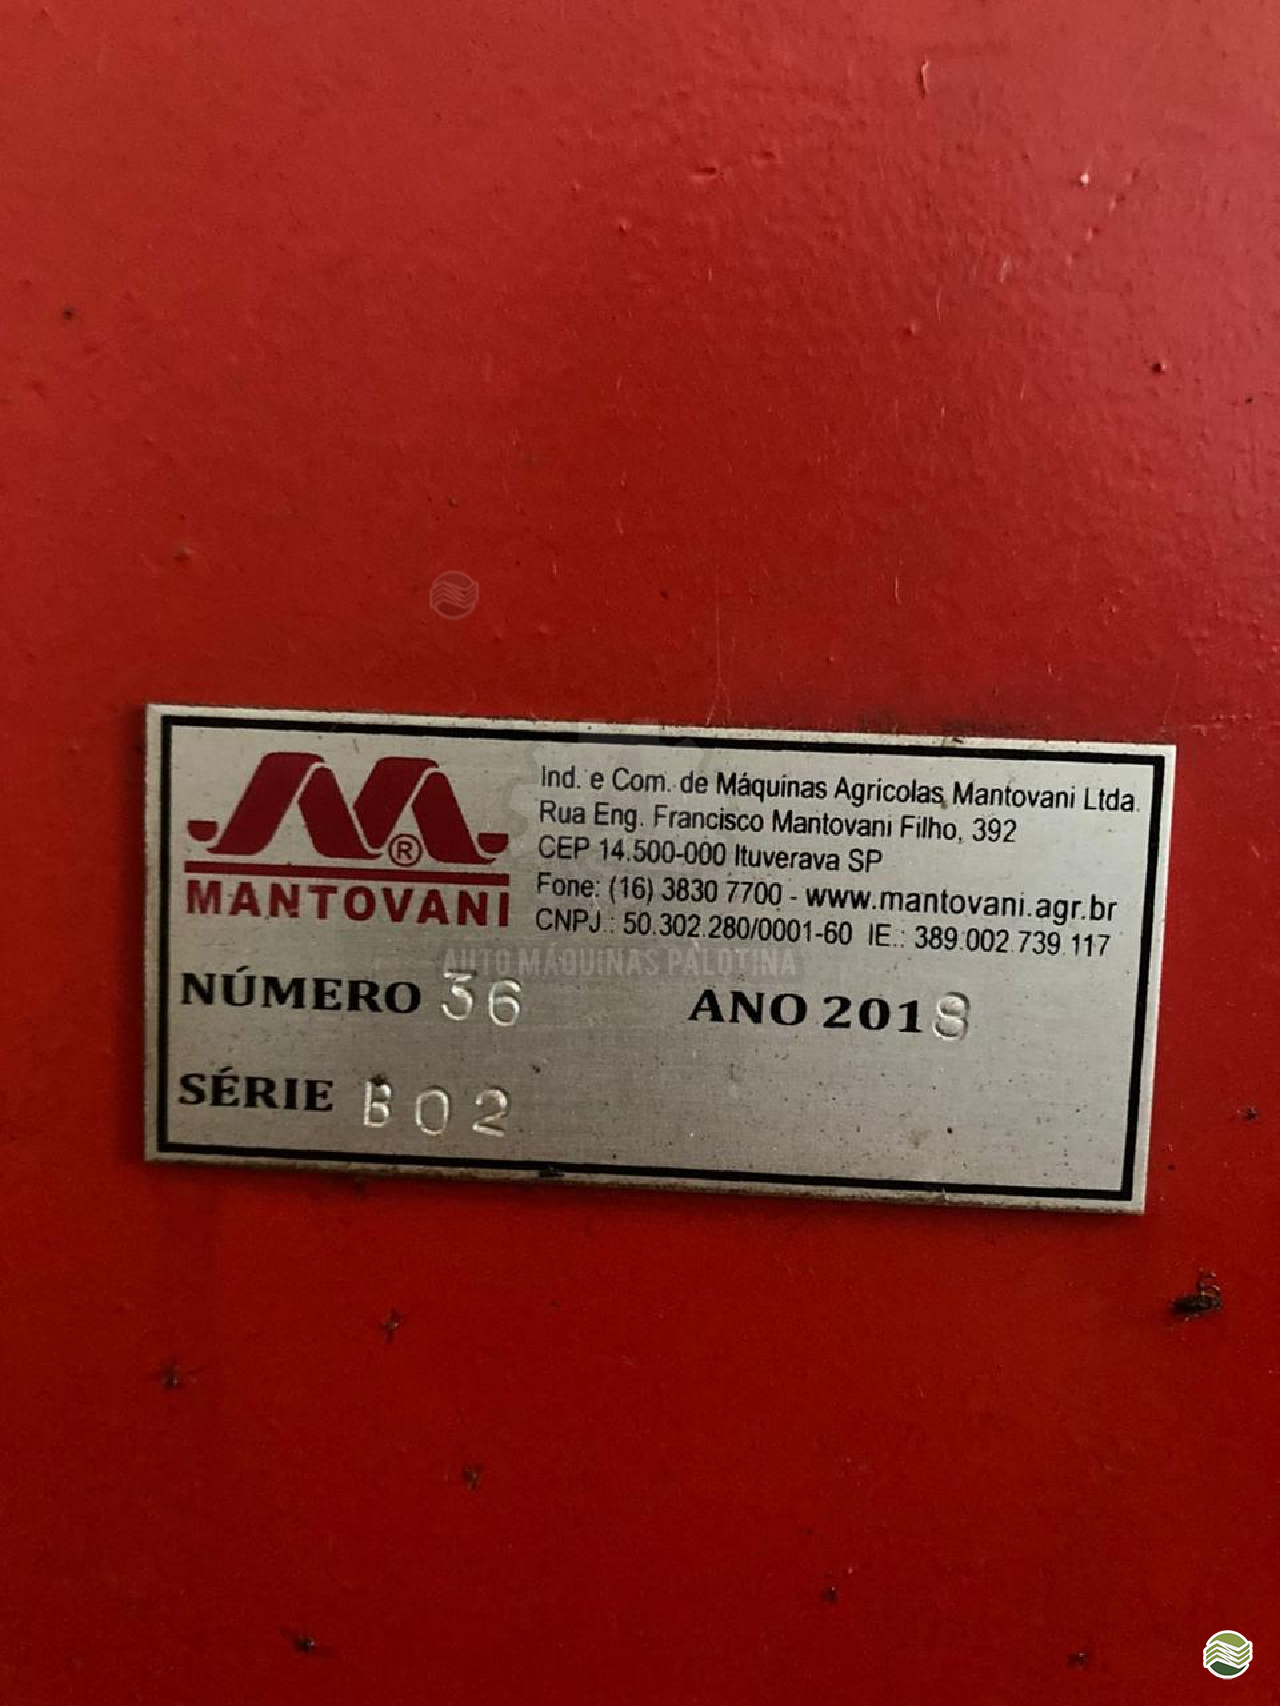 Ind. e Com. de Máquinas Agrícolas Mantovani Ltda.
Rua Eng. Francisco Mantovani Filho, 392
CEP 14.500-000 Ituverava SP
Fone: (16) 3830 7700 - www.mantovani.agr.br
CNPJ.: 50.302.280/0001-60 IE.: 389.002.739.117
®
MANTOVANI
AUTO MÁQUINAS PALOTINA
NÚMERO 36 ANO 2018
SÉRIE B02